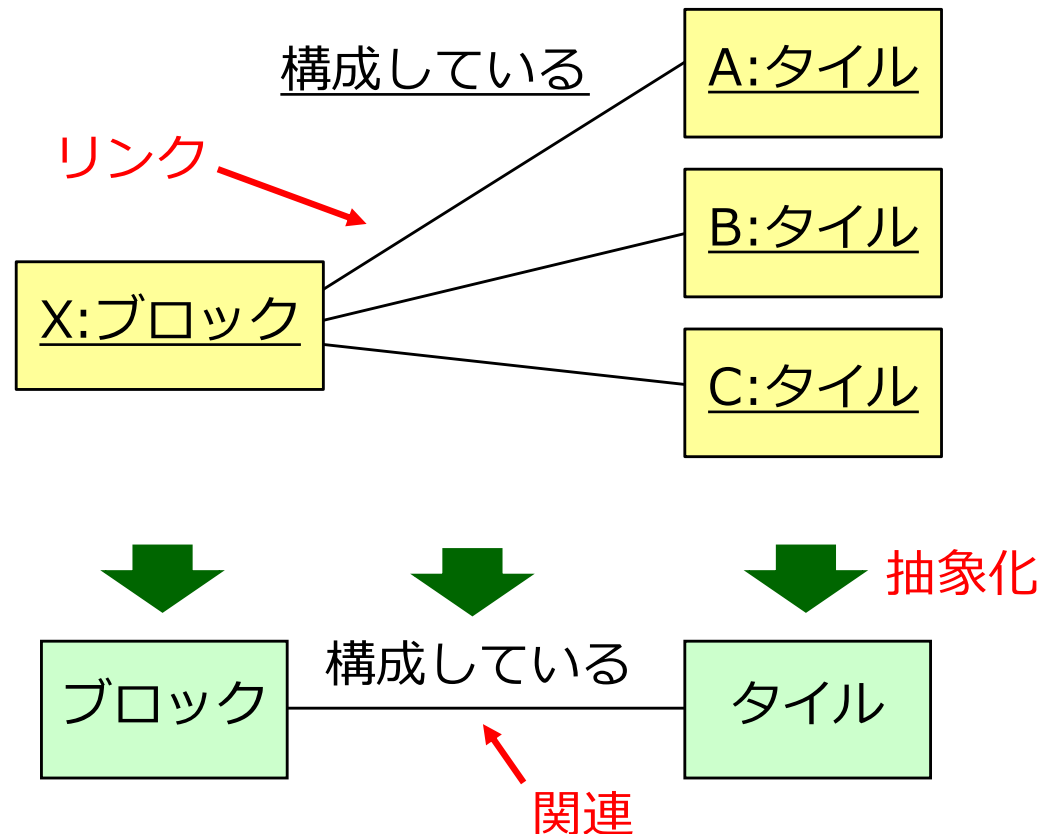 構成している
A:タイル
リンク
B:タイル
X:ブロック
C:タイル
抽象化
構成している
ブロック
タイル
関連